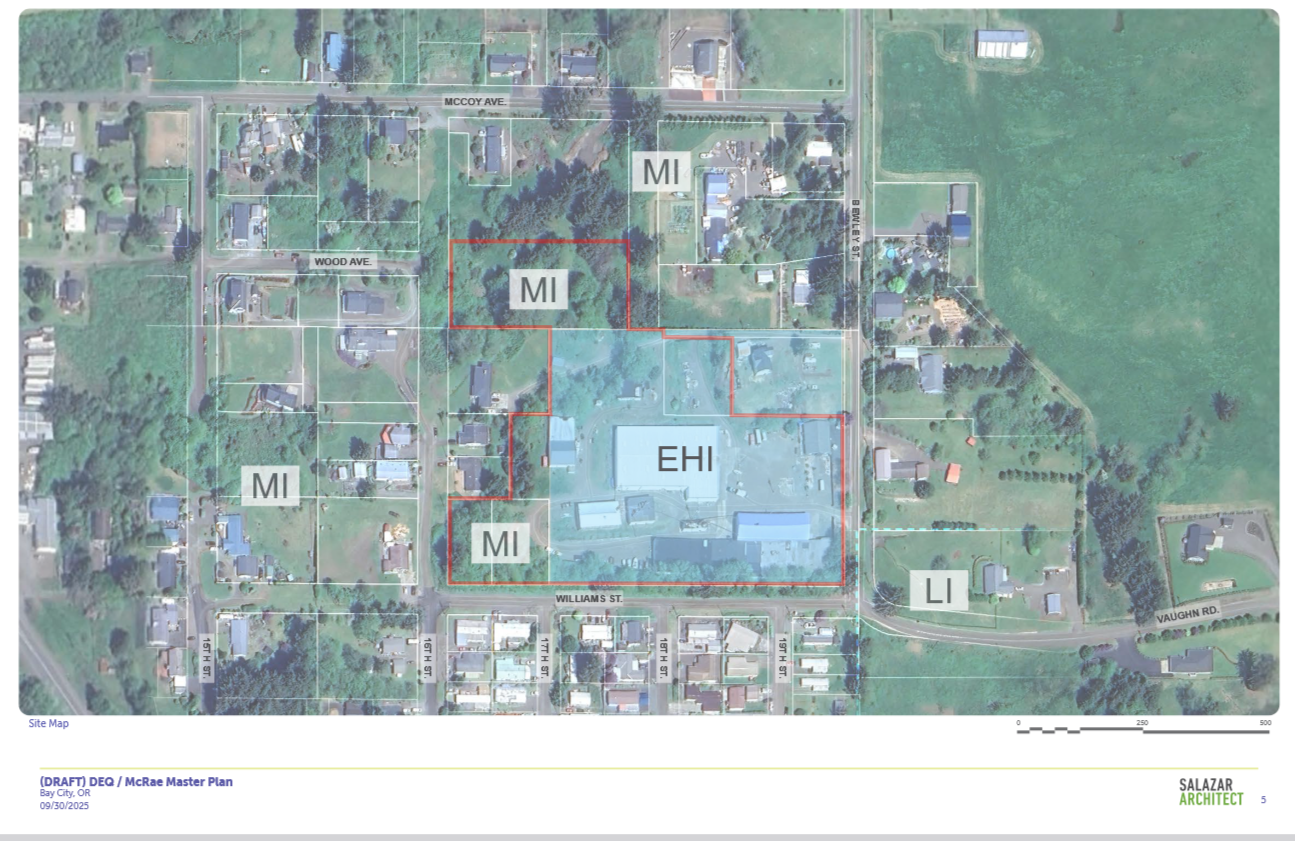 MCCOY AVE.
MI
BEWLEY ST.
WOOD AVE.
MI
EHI
MI
MI
LI
WILLIAMS ST.
VAUGHN RD.
15TH ST.
16TH ST.
17TH ST.
18TH ST.
19TH ST.
Site Map
0 250 500
(DRAFT) DEQ / McRae Master Plan
Bay City, OR
09/30/2025
SALAZAR
ARCHITECT
5